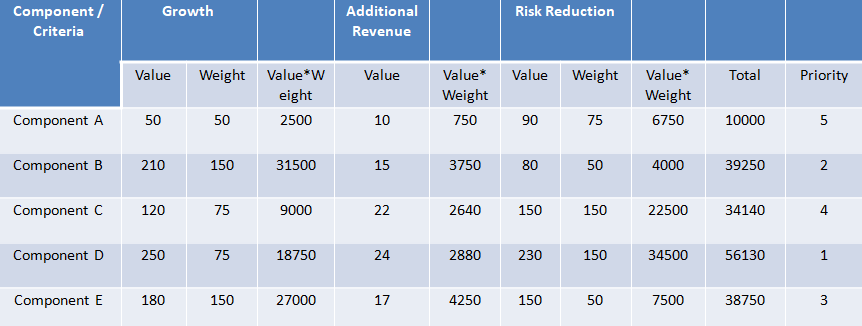 Component / Criteria Growth Additional Revenue Risk Reduction
Value Weight Value*Weight Value Value* Weight Value Weight Value* Weight Total Priority
Component A 50 50 2500 10 750 90 75 6750 10000 5
Component B 210 150 31500 15 3750 80 50 4000 39250 2
Component C 120 75 9000 22 2640 150 150 22500 34140 4
Component D 250 75 18750 24 2880 230 150 34500 56130 1
Component E 180 150 27000 17 4250 150 50 7500 38750 3